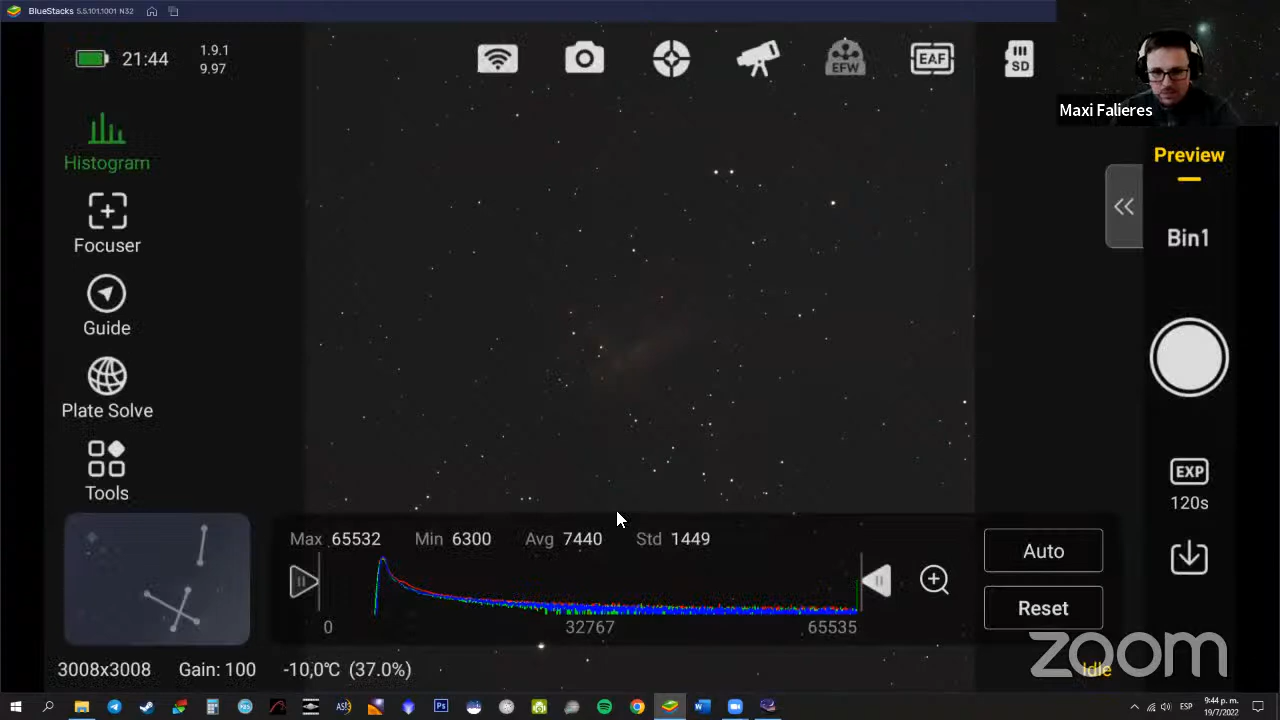 BlueStacks 5.5.101.1001 N32
21:44
1.9.1
9.97
EFW
EAF
SD
Maxi Falieres
Histogram
Focuser
Guide
Plate Solve
Tools
Preview
Bin1
EXP
120s
Max 65532 Min 6300 Avg 7440 Std 1449
0 32767 65535
Auto
Reset
3008x3008 Gain: 100 -10,0℃ (37.0%)
Idle
zoom
ESP
9:44 p.m.
19/7/2022